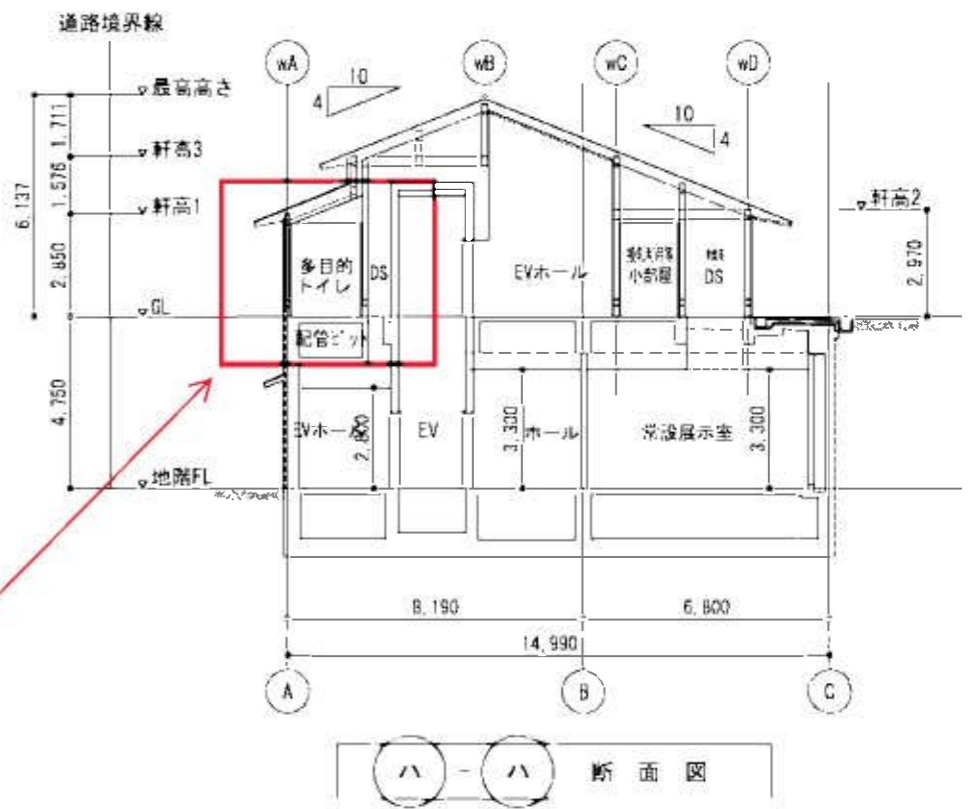 道路境界線
wA
wB
wC
wD
10
4
10
4
最高高さ
軒高3
軒高1
軒高2
GL
地階FL
6,137
1,711
1,576
2,850
4,750
2,970
多目的
トイレ
DS
EVホール
小部屋
DS
配管ピット
EVホール
2,800
EV
3,300
ホール
常設展示室
3,300
8,190
6,800
14,990
A
B
C
ハ - ハ 断面図